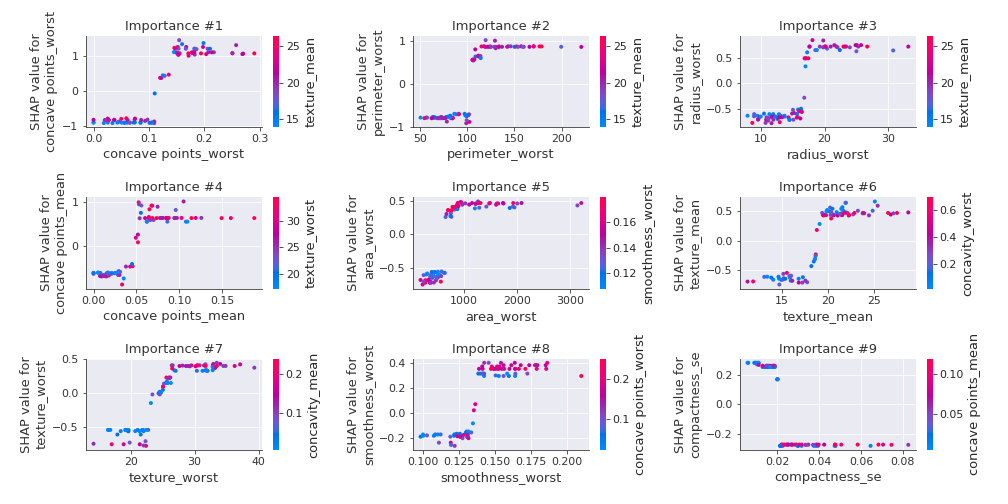 Importance #1
SHAP value for
concave points_worst
1
0
−1
0.0 0.1 0.2 0.3
concave points_worst
25
20
15
texture_mean
Importance #2
SHAP value for
perimeter_worst
1
0
−1
50 100 150 200
perimeter_worst
25
20
15
texture_mean
Importance #3
SHAP value for
radius_worst
0.5
0.0
−0.5
10 20 30
radius_worst
25
20
15
texture_mean
Importance #4
SHAP value for
concave points_mean
1
0
0.00 0.05 0.10 0.15
concave points_mean
30
25
20
texture_worst
Importance #5
SHAP value for
area_worst
0.5
0.0
−0.5
1000 2000 3000
area_worst
0.16
0.14
0.12
smoothness_worst
Importance #6
SHAP value for
texture_mean
0.5
0.0
−0.5
15 20 25
texture_mean
0.6
0.4
0.2
concavity_worst
Importance #7
SHAP value for
texture_worst
0.5
0.0
−0.5
20 30 40
texture_worst
0.2
0.1
concavity_mean
Importance #8
SHAP value for
smoothness_worst
0.4
0.2
0.0
−0.2
0.100 0.125 0.150 0.175 0.200
smoothness_worst
0.2
0.1
concave points_worst
Importance #9
SHAP value for
compactness_se
0.2
0.0
−0.2
0.02 0.04 0.06 0.08
compactness_se
0.10
0.05
concave points_mean